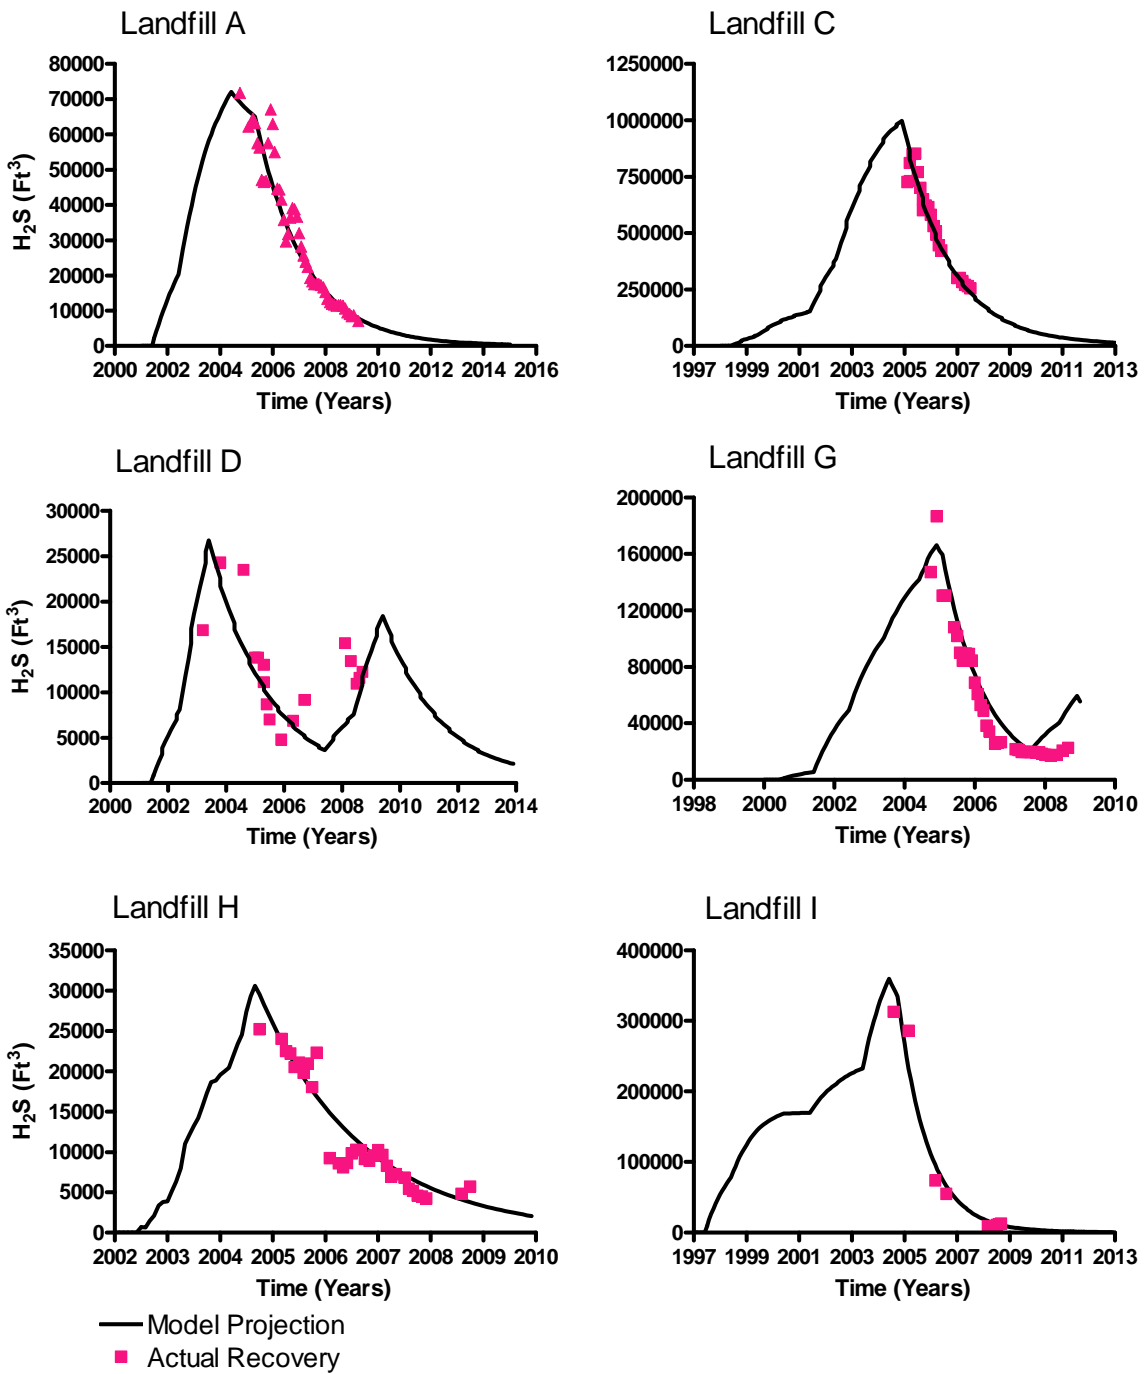 Landfill A
80000
70000
60000
50000
40000
30000
20000
10000
0
H₂S (Ft³)
2000 2002 2004 2006 2008 2010 2012 2014 2016
Time (Years)
Landfill C
1250000
1000000
750000
500000
250000
0
1997 1999 2001 2003 2005 2007 2009 2011 2013
Time (Years)
Landfill D
30000
25000
20000
15000
10000
5000
0
H₂S (Ft³)
2000 2002 2004 2006 2008 2010 2012 2014
Time (Years)
Landfill G
200000
160000
120000
80000
40000
0
1998 2000 2002 2004 2006 2008 2010
Time (Years)
Landfill H
35000
30000
25000
20000
15000
10000
5000
0
H₂S (Ft³)
2002 2003 2004 2005 2006 2007 2008 2009 2010
Time (Years)
Landfill I
400000
300000
200000
100000
0
1997 1999 2001 2003 2005 2007 2009 2011 2013
Time (Years)
Model Projection
Actual Recovery